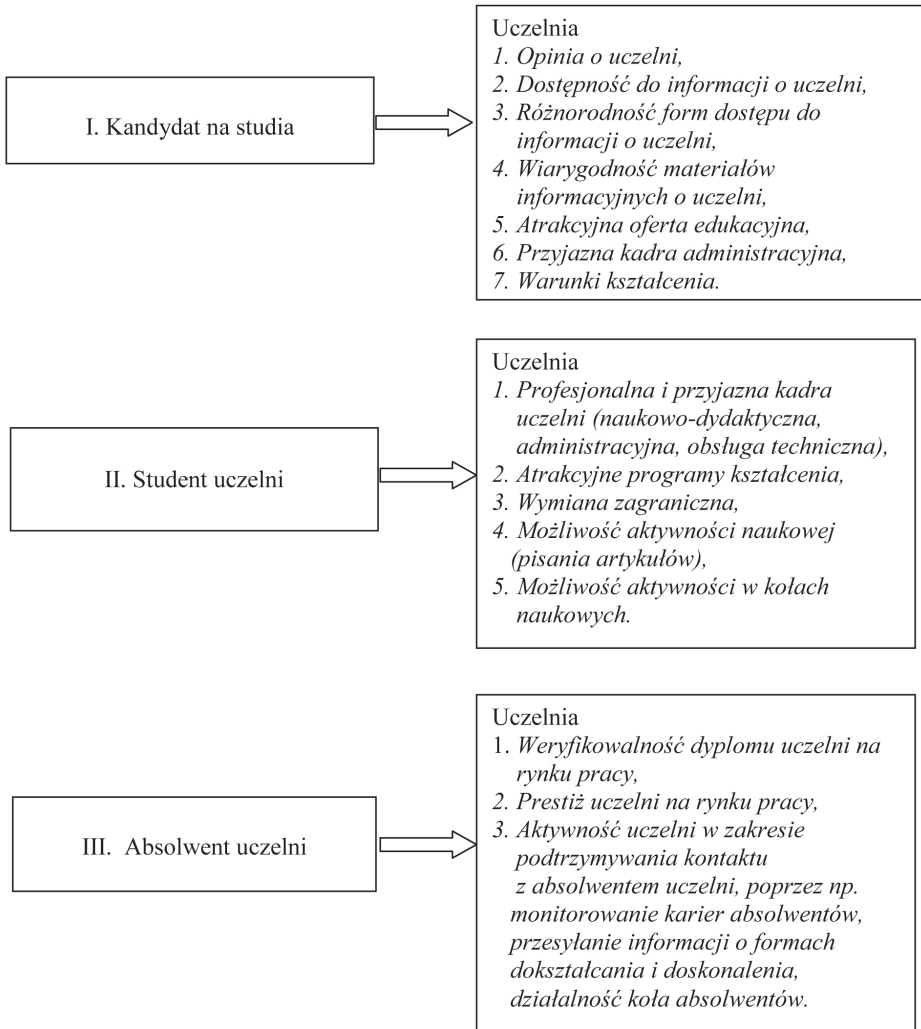 I. Kandydat na studia
Uczelnia
1. Opinia o uczelni,
2. Dostępność do informacji o uczelni,
3. Różnorodność form dostępu do
informacji o uczelni,
4. Wiarygodność materiałów
informacyjnych o uczelni,
5. Atrakcyjna oferta edukacyjna,
6. Przyjazna kadra administracyjna,
7. Warunki kształcenia.
II. Student uczelni
Uczelnia
1. Profesjonalna i przyjazna kadra
uczelni (naukowo-dydaktyczna,
administracyjna, obsługa techniczna),
2. Atrakcyjne programy kształcenia,
3. Wymiana zagraniczna,
4. Możliwość aktywności naukowej
(pisania artykułów),
5. Możliwość aktywności w kołach
naukowych.
III. Absolwent uczelni
Uczelnia
1. Weryfikowalność dyplomu uczelni na
rynku pracy,
2. Prestiż uczelni na rynku pracy,
3. Aktywność uczelni w zakresie
podtrzymywania kontaktu
z absolwentem uczelni, poprzez np.
monitorowanie karier absolwentów,
przesyłanie informacji o formach
dokształcania i doskonalenia,
działalność koła absolwentów.